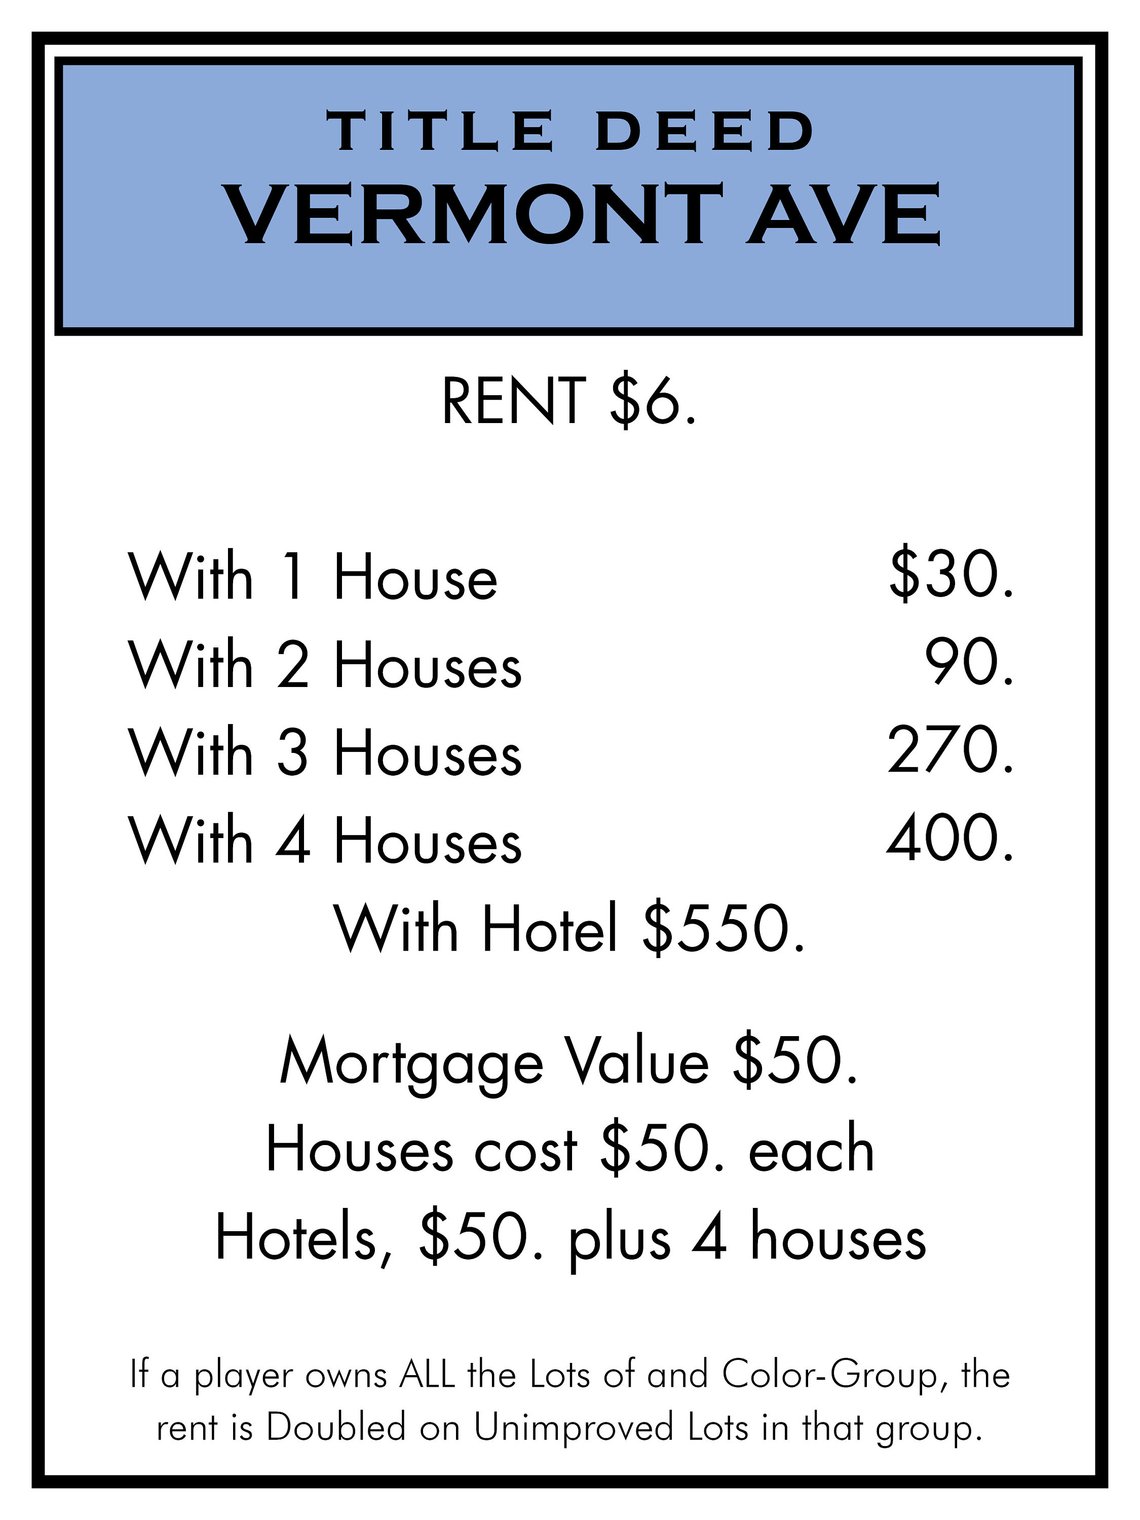 TITLE DEED
VERMONT AVE
RENT $6.
With 1 House $30.
With 2 Houses 90.
With 3 Houses 270.
With 4 Houses 400.
With Hotel $550.
Mortgage Value $50.
Houses cost $50. each
Hotels, $50. plus 4 houses
If a player owns ALL the Lots of and Color-Group, the
rent is Doubled on Unimproved Lots in that group.